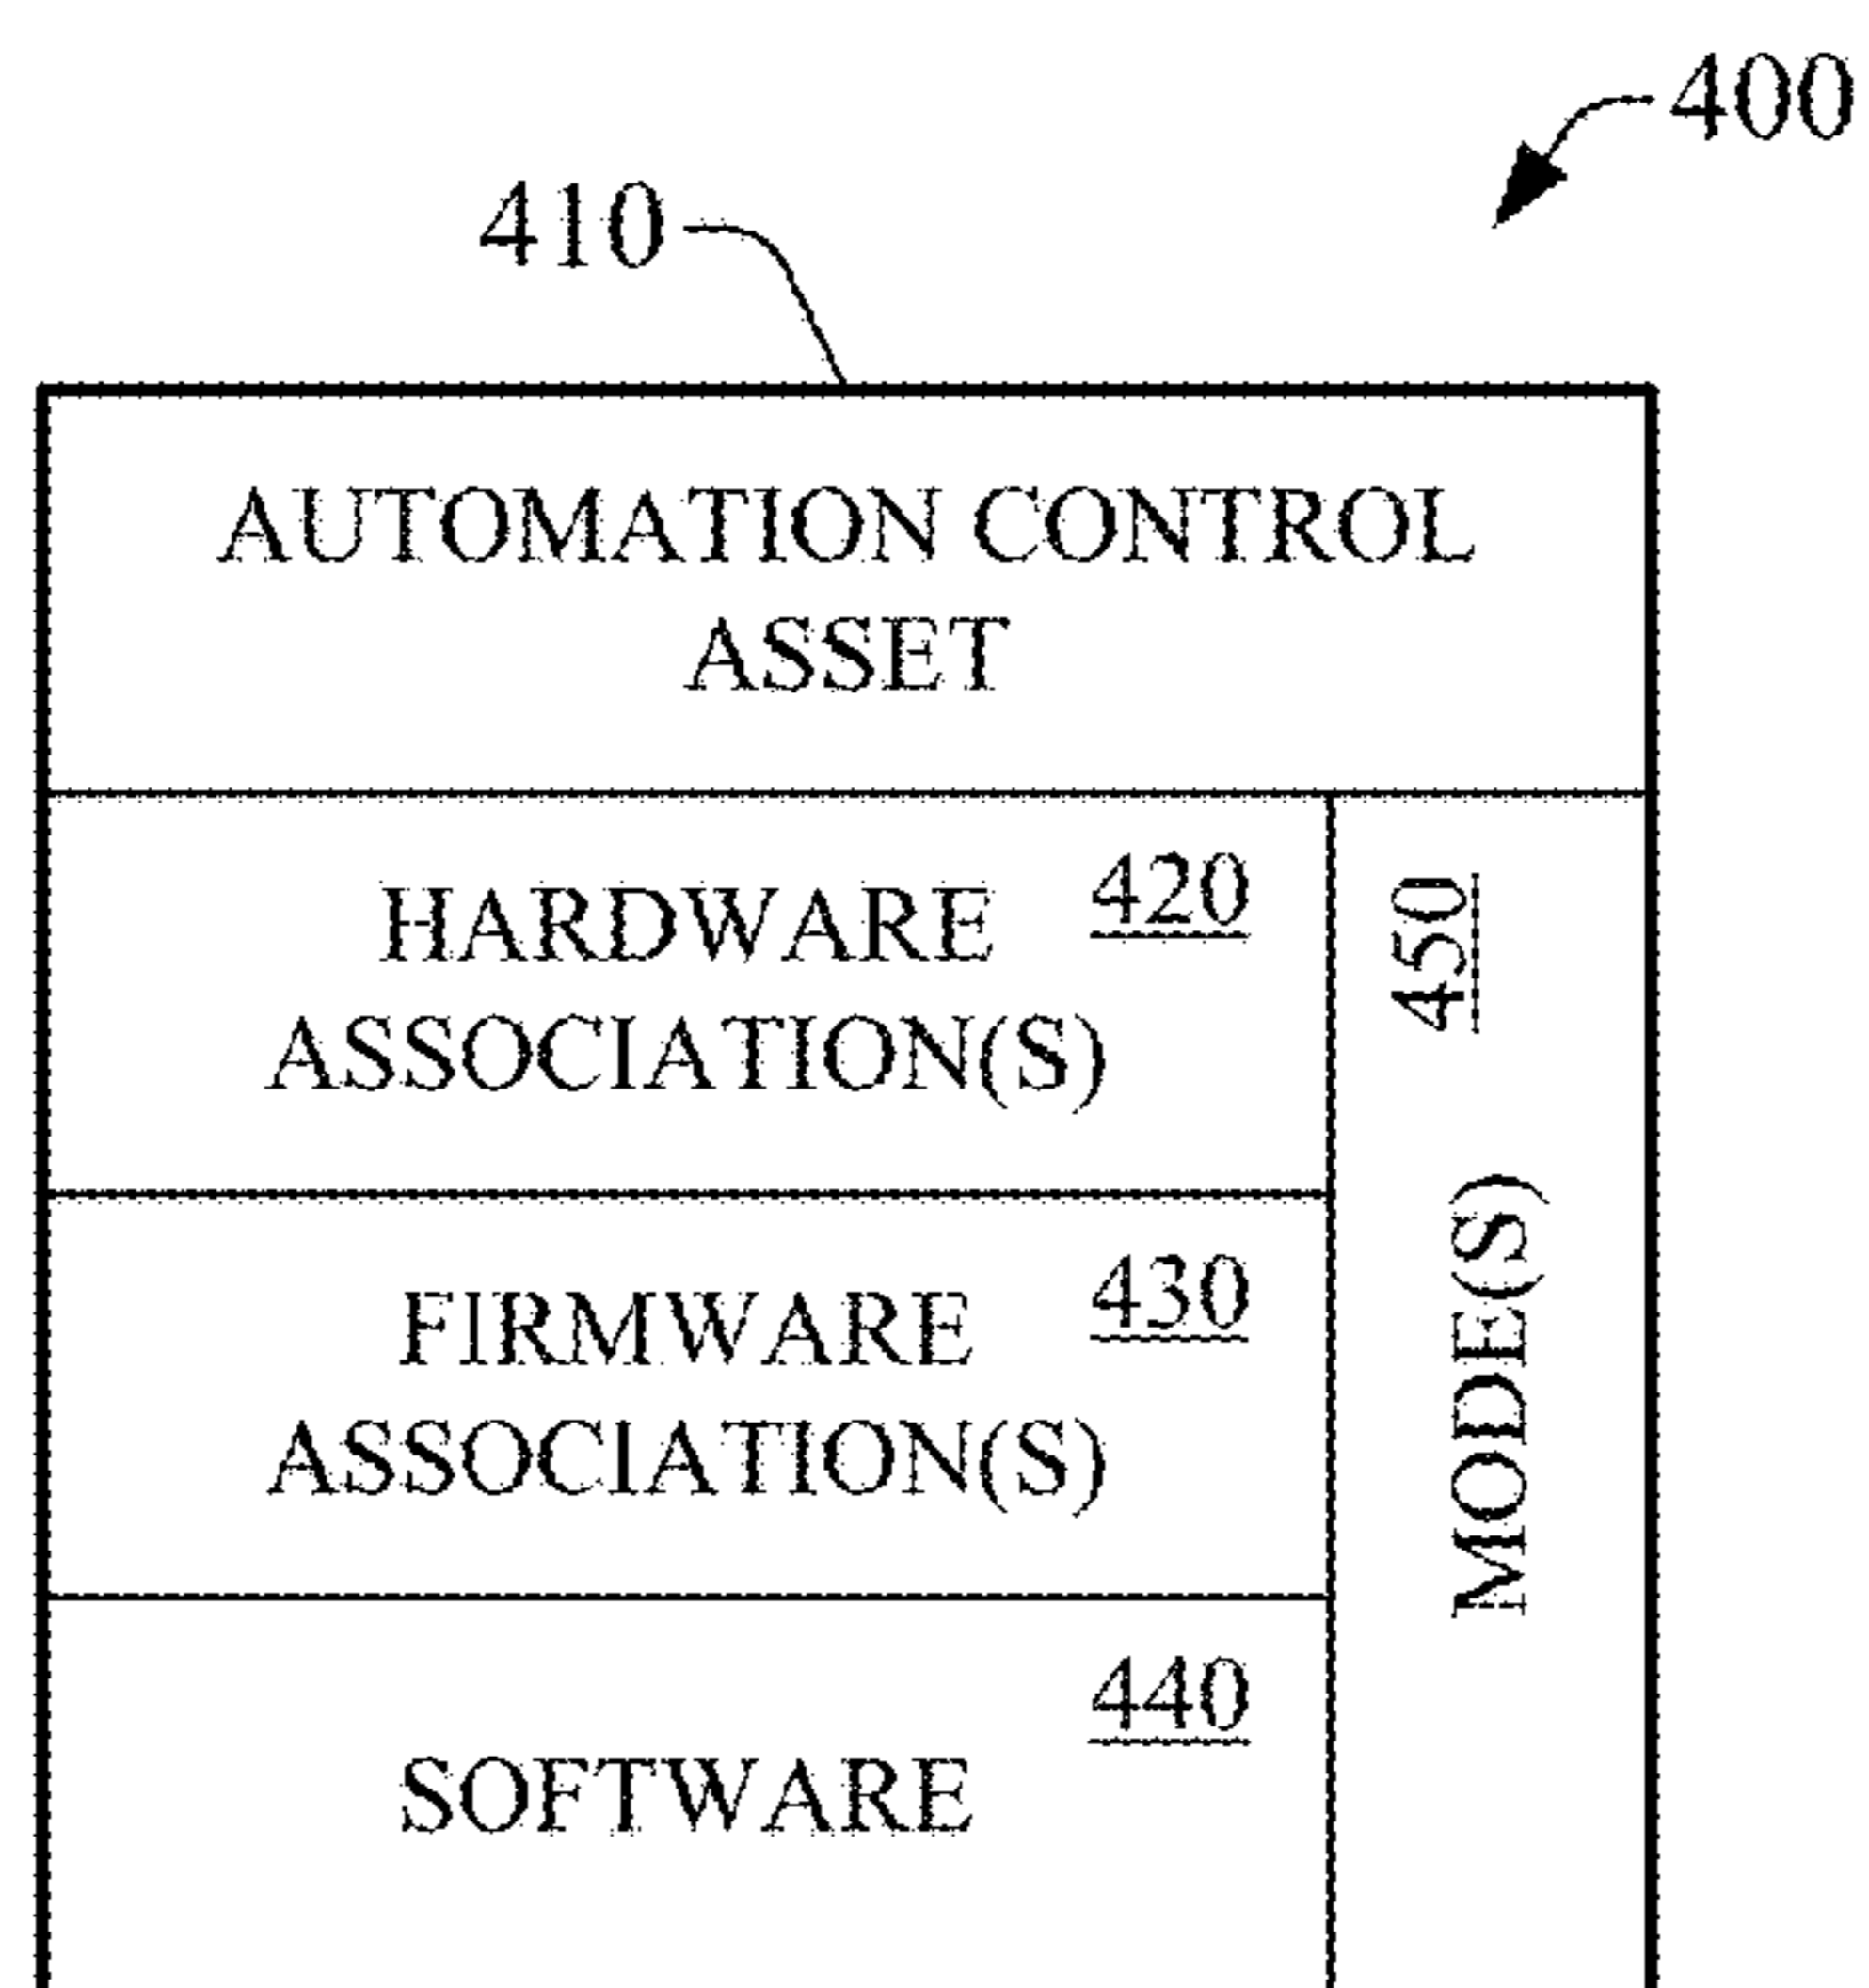 400
410
AUTOMATION CONTROL
ASSET
HARDWARE 420
ASSOCIATION(S)
450
MODE(S)
FIRMWARE 430
ASSOCIATION(S)
440
SOFTWARE